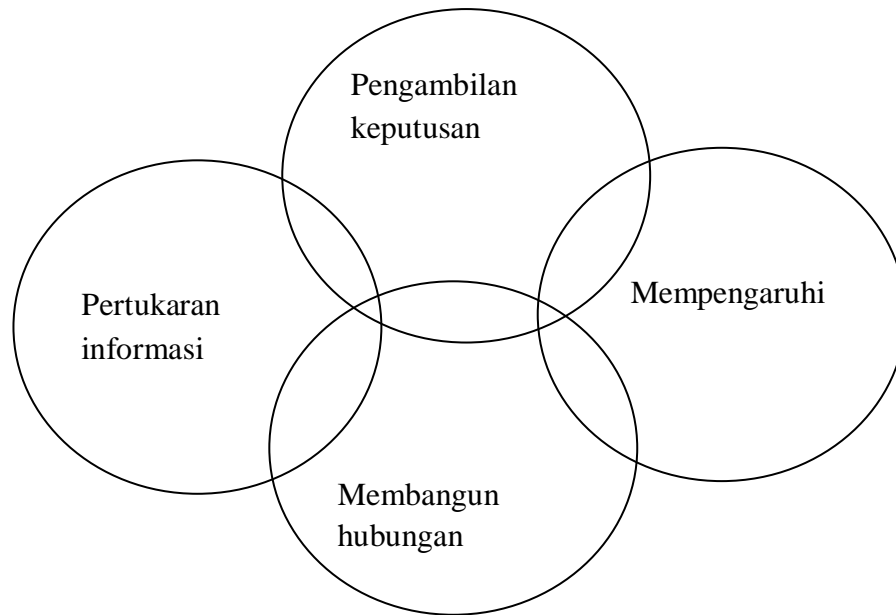 Pengambilan
keputusan
Pertukaran
informasi
Mempengaruhi
Membangun
hubungan